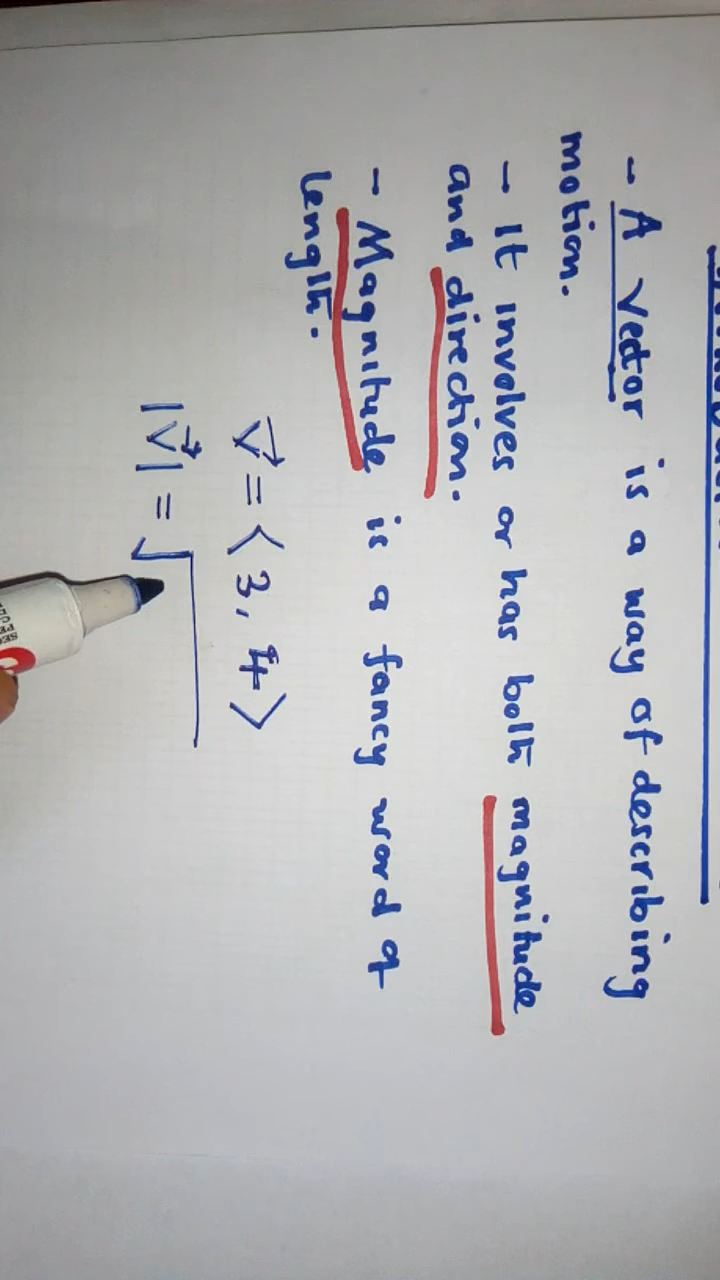 - A vector is a way of describing
motion.
- It involves or has both magnitude
and direction.
- Magnitude is a fancy word of
length.
v⃗ = ⟨ 3, 4 ⟩
|v⃗| = √